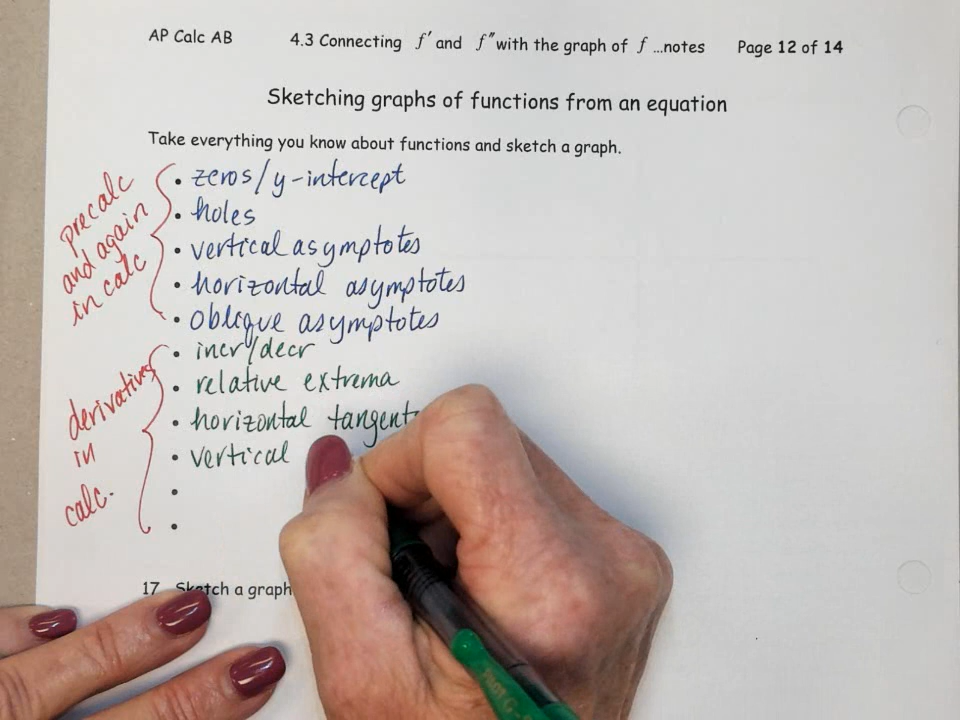 AP Calc AB 4.3 Connecting f' and f" with the graph of f ...notes Page 12 of 14
Sketching graphs of functions from an equation
Take everything you know about functions and sketch a graph.
precalc
and again
in calc
• zeros/y-intercept
• holes
• vertical asymptotes
• horizontal asymptotes
• oblique asymptotes
derivatives
in
calc.
• incr/decr
• relative extrema
• horizontal tangent
• vertical
•
•
17 Sketch a graph